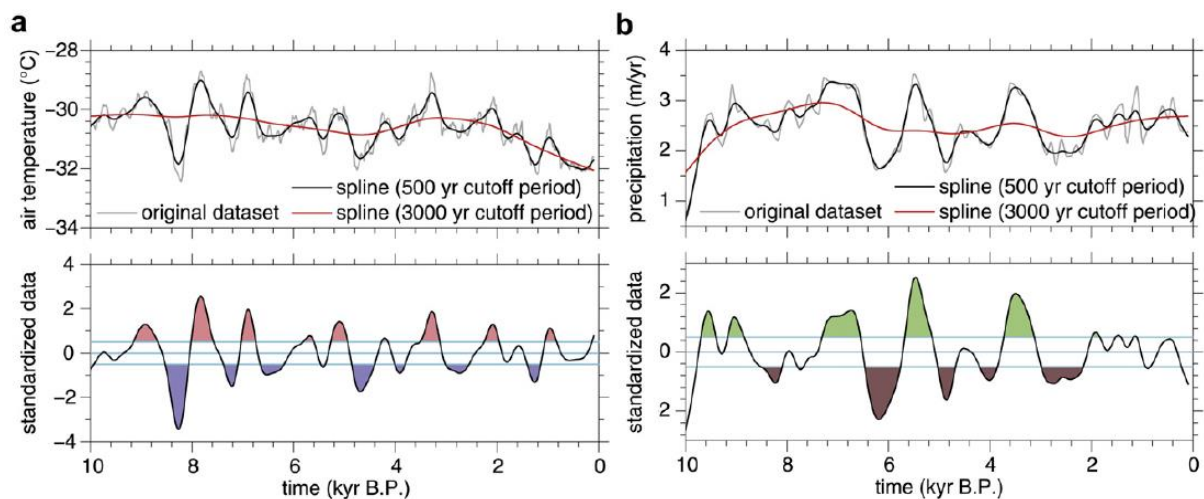 a
air temperature (°C)
−28
−30
−32
−34
spline (500 yr cutoff period)
original dataset
spline (3000 yr cutoff period)
standardized data
4
2
0
−2
−4
10
8
6
4
2
0
time (kyr B.P.)
b
precipitation (m/yr)
4
3
2
1
spline (500 yr cutoff period)
original dataset
spline (3000 yr cutoff period)
standardized data
2
0
2
10
8
6
4
2
0
time (kyr B.P.)